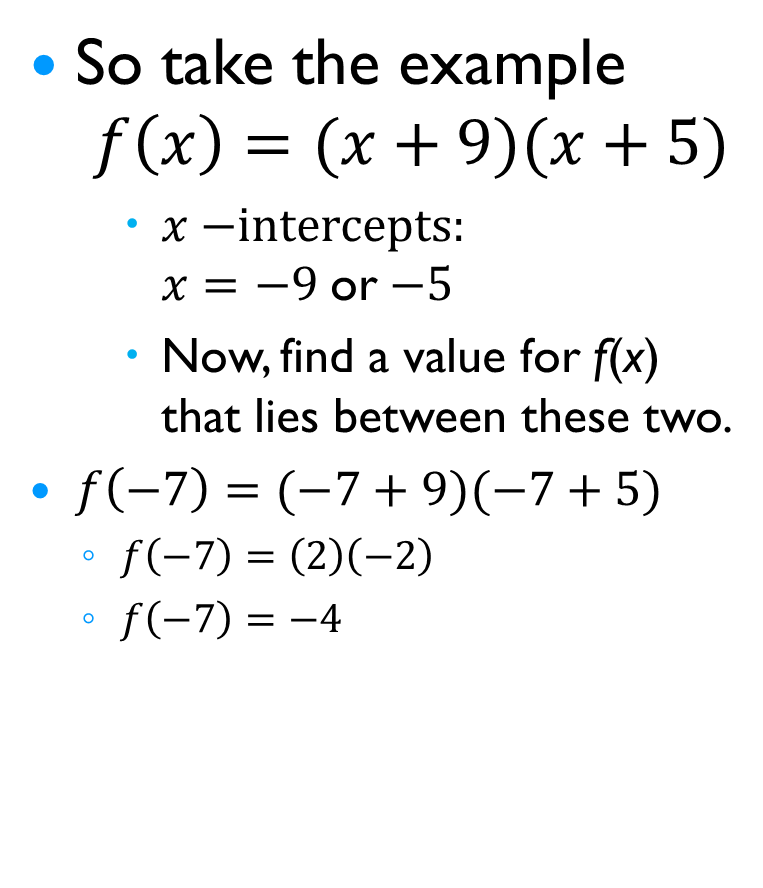 • So take the example
f(x) = (x + 9)(x + 5)
• x −intercepts:
x = −9 or −5
• Now, find a value for f(x)
that lies between these two.
• f(−7) = (−7 + 9)(−7 + 5)
◦ f(−7) = (2)(−2)
◦ f(−7) = −4